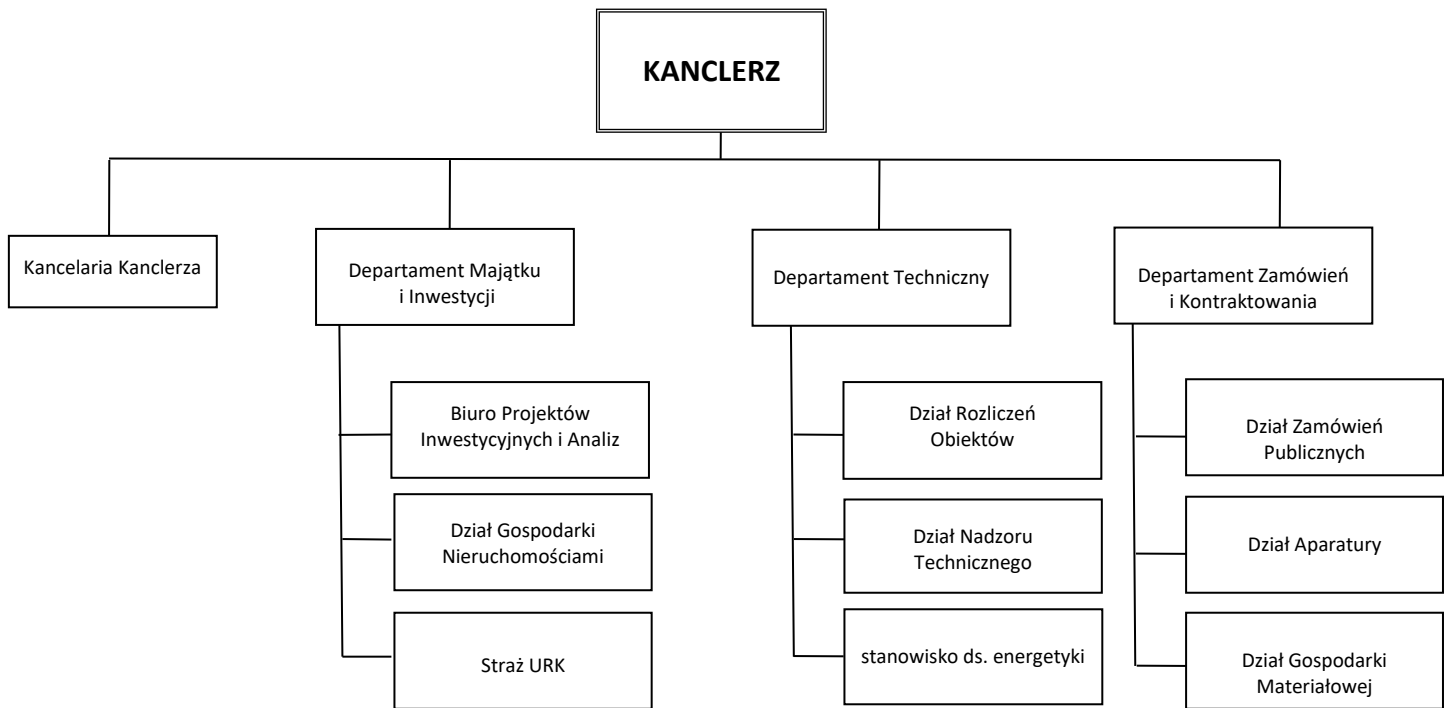 KANCLERZ
Kancelaria Kanclerza
Departament Majątku
i Inwestycji
Departament Techniczny
Departament Zamówień
i Kontraktowania
Biuro Projektów
Inwestycyjnych i Analiz
Dział Gospodarki
Nieruchomościami
Straż URK
Dział Rozliczeń
Obiektów
Dział Nadzoru
Technicznego
stanowisko ds. energetyki
Dział Zamówień
Publicznych
Dział Aparatury
Dział Gospodarki
Materiałowej